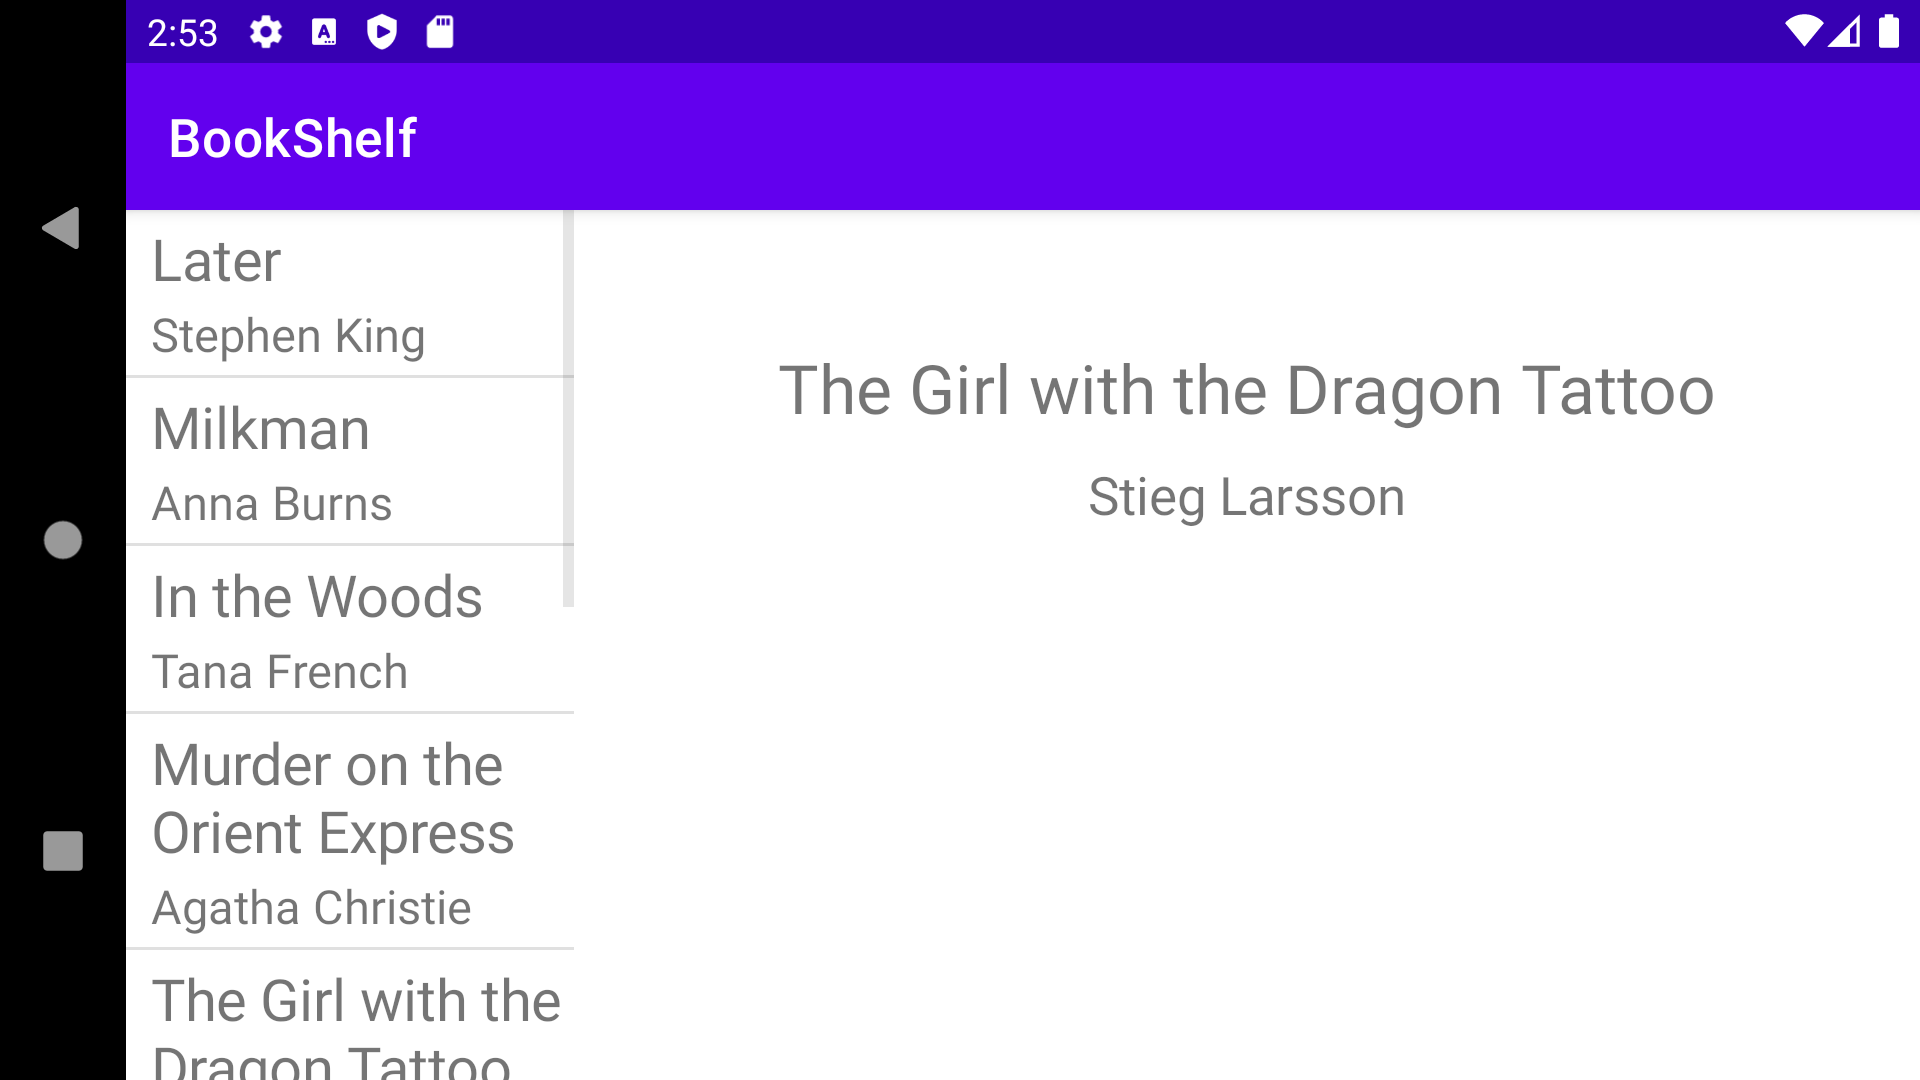 2:53
BookShelf
Later
Stephen King
Milkman
Anna Burns
In the Woods
Tana French
Murder on the
Orient Express
Agatha Christie
The Girl with the
Dragon Tattoo
The Girl with the Dragon Tattoo
Stieg Larsson